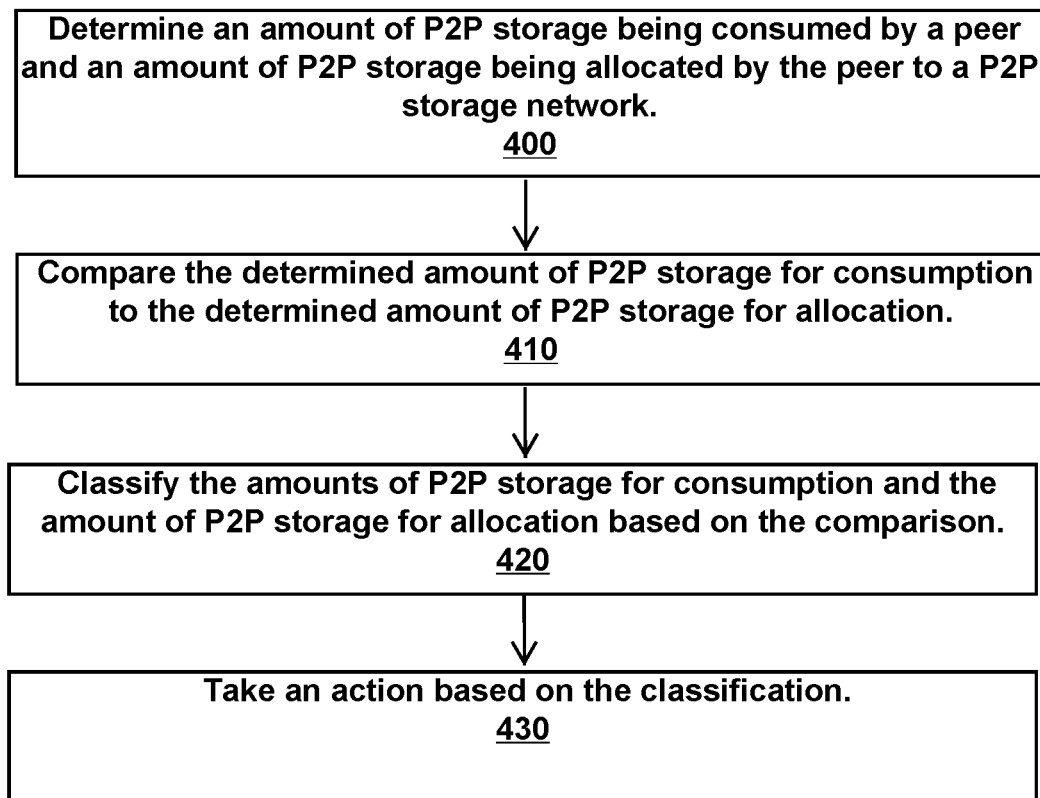 Determine an amount of P2P storage being consumed by a peer
and an amount of P2P storage being allocated by the peer to a P2P
storage network.
400
Compare the determined amount of P2P storage for consumption
to the determined amount of P2P storage for allocation.
410
Classify the amounts of P2P storage for consumption and the
amount of P2P storage for allocation based on the comparison.
420
Take an action based on the classification.
430